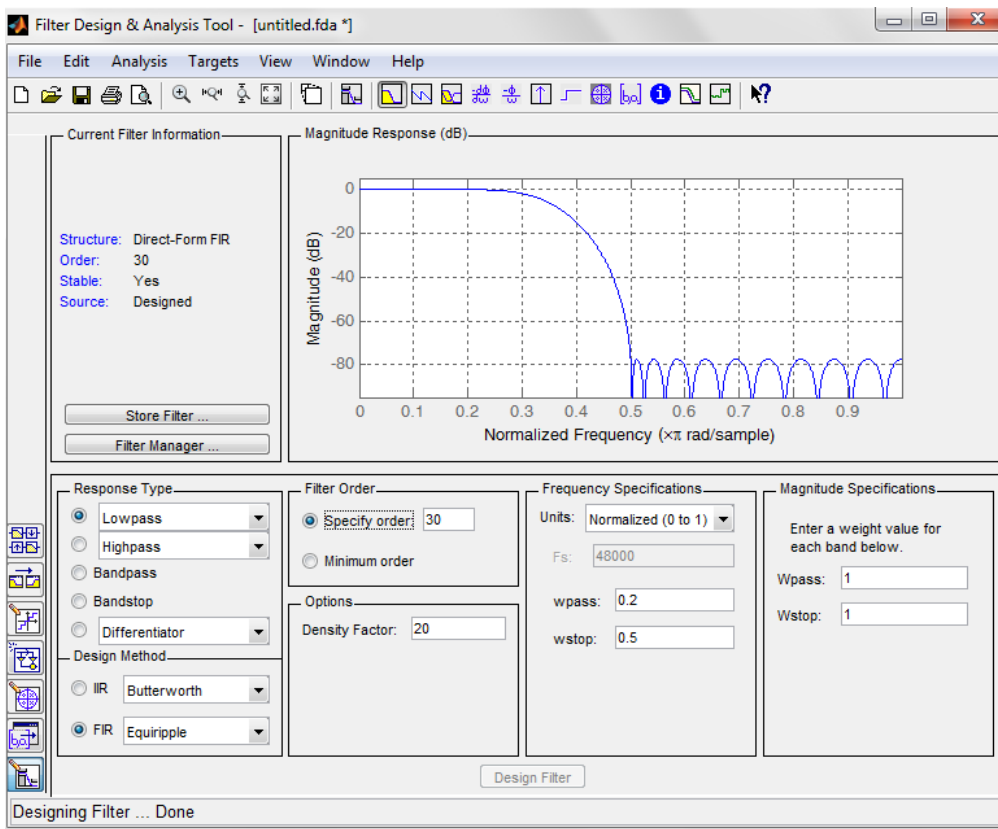 Filter Design & Analysis Tool - [untitled.fda *]
File Edit Analysis Targets View Window Help
Current Filter Information
Structure: Direct-Form FIR
Order: 30
Stable: Yes
Source: Designed
Store Filter ...
Filter Manager ...
Magnitude Response (dB)
Magnitude (dB)
0
-20
-40
-60
-80
0 0.1 0.2 0.3 0.4 0.5 0.6 0.7 0.8 0.9
Normalized Frequency (×π rad/sample)
Response Type
Lowpass
Highpass
Bandpass
Bandstop
Differentiator
Design Method
IIR Butterworth
FIR Equiripple
Filter Order
Specify order: 30
Minimum order
Options
Density Factor: 20
Frequency Specifications
Units: Normalized (0 to 1)
Fs: 48000
wpass: 0.2
wstop: 0.5
Magnitude Specifications
Enter a weight value for
each band below.
Wpass: 1
Wstop: 1
Design Filter
Designing Filter ... Done